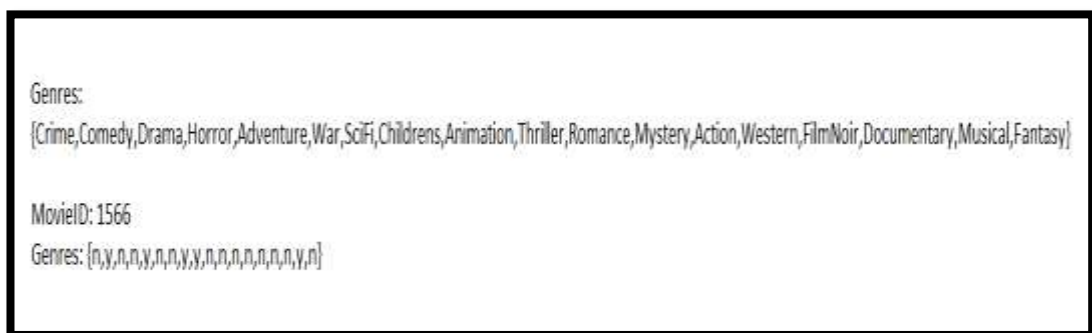 Genres:
{Crime,Comedy,Drama,Horror,Adventure,War,SciFi,Childrens,Animation,Thriller,Romance,Mystery,Action,Western,FilmNoir,Documentary,Musical,Fantasy}
MovieID: 1566
Genres: {n,y,n,n,y,n,n,y,y,n,n,n,n,n,n,n,y,n}